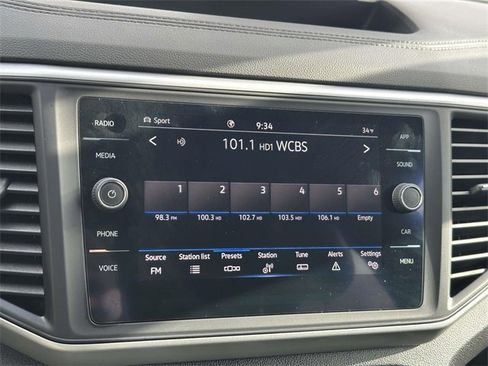 RADIO
MEDIA
PHONE
VOICE
Sport
9:34
34°F
101.1 HD1 WCBS
1 2 3 4 5 6
98.3 FM 100.3 HD 102.7 HD 103.5 HD1 106.1 HD Empty
Source Station list Presets Station Tune Alerts Settings
FM
APP
SOUND
CAR
MENU